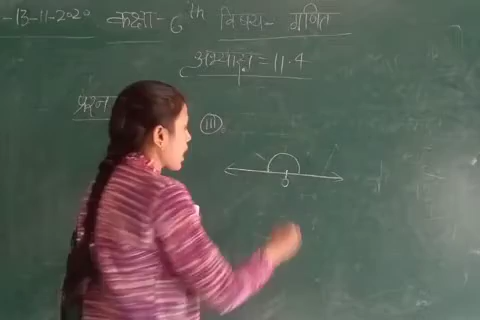 -13-11-2020 कक्षा- 6th विषय- गणित
अभ्यास = 11.4
प्रश्न
(iii)
O